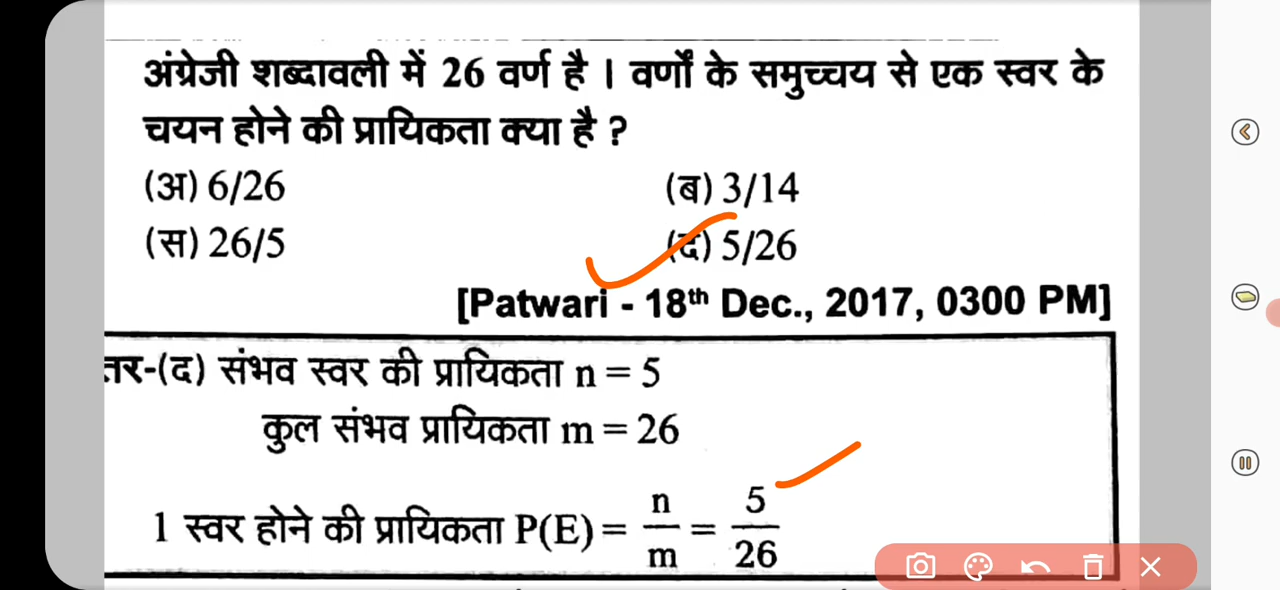 अंग्रेजी शब्दावली में 26 वर्ण है । वर्णों के समुच्चय से एक स्वर के
चयन होने की प्रायिकता क्या है ?
(अ) 6/26 (ब) 3/14
(स) 26/5 (द) 5/26
[Patwari - 18th Dec., 2017, 0300 PM]
तर-(द) संभव स्वर की प्रायिकता n = 5
कुल संभव प्रायिकता m = 26
1 स्वर होने की प्रायिकता P(E) = n/m = 5/26